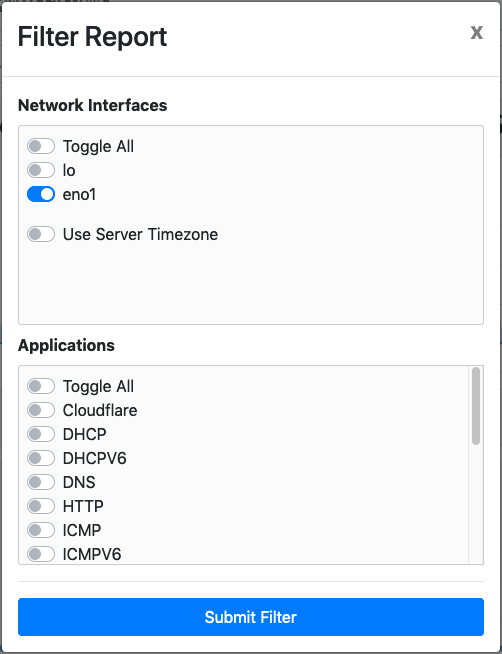 Filter Report
X
Network Interfaces
Toggle All
lo
eno1
Use Server Timezone
Applications
Toggle All
Cloudflare
DHCP
DHCPV6
DNS
HTTP
ICMP
ICMPV6
Submit Filter